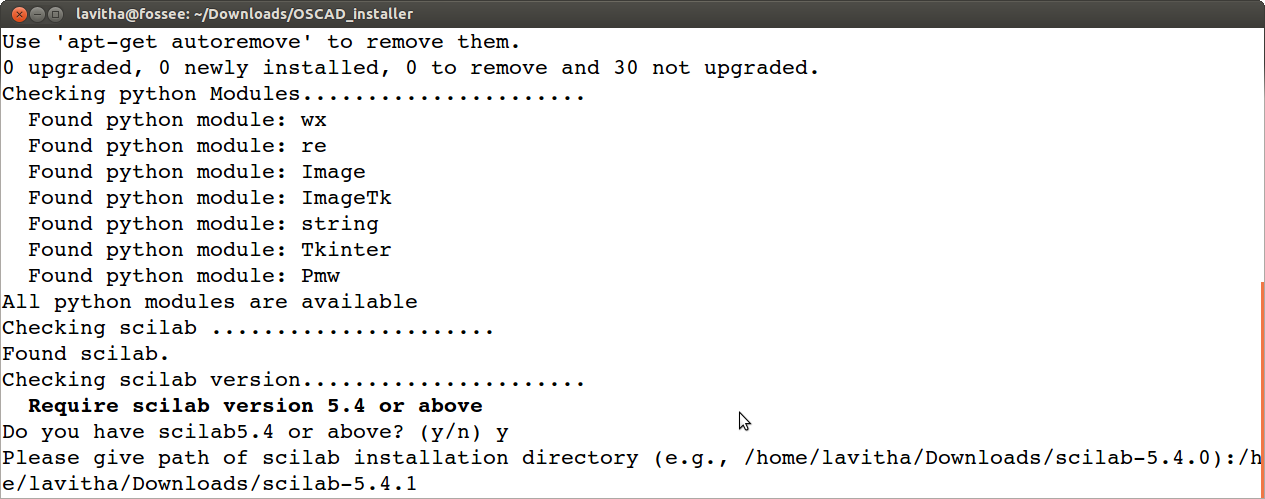 lavitha@fossee: ~/Downloads/OSCAD_installer
Use 'apt-get autoremove' to remove them.
0 upgraded, 0 newly installed, 0 to remove and 30 not upgraded.
Checking python Modules......................
  Found python module: wx
  Found python module: re
  Found python module: Image
  Found python module: ImageTk
  Found python module: string
  Found python module: Tkinter
  Found python module: Pmw
All python modules are available
Checking scilab ......................
Found scilab.
Checking scilab version......................
  Require scilab version 5.4 or above
Do you have scilab5.4 or above? (y/n) y
Please give path of scilab installation directory (e.g., /home/lavitha/Downloads/scilab-5.4.0):/h
e/lavitha/Downloads/scilab-5.4.1